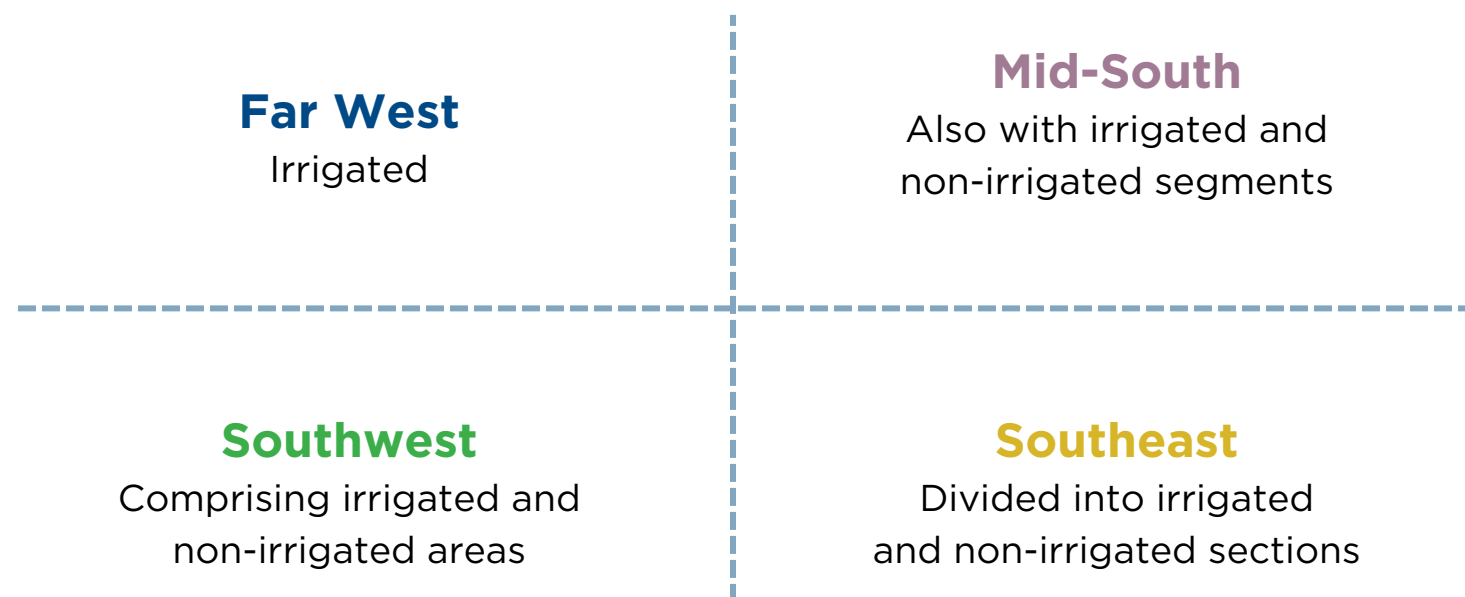 Far West
Irrigated
Mid-South
Also with irrigated and
non-irrigated segments
Southwest
Comprising irrigated and
non-irrigated areas
Southeast
Divided into irrigated
and non-irrigated sections